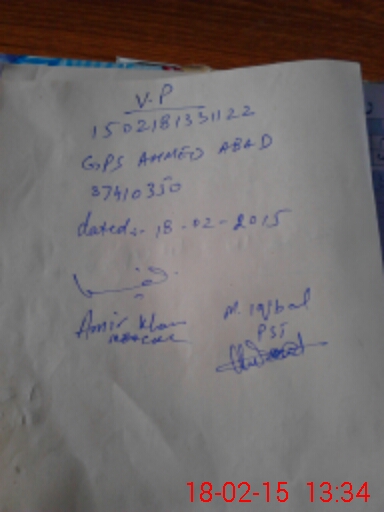 V.P
1502181331122
GPS AHMED ABAD
37410350
dated:- 18-02-2015
Amir Khan
M. Iqbal
PST
18-02-15 13:34